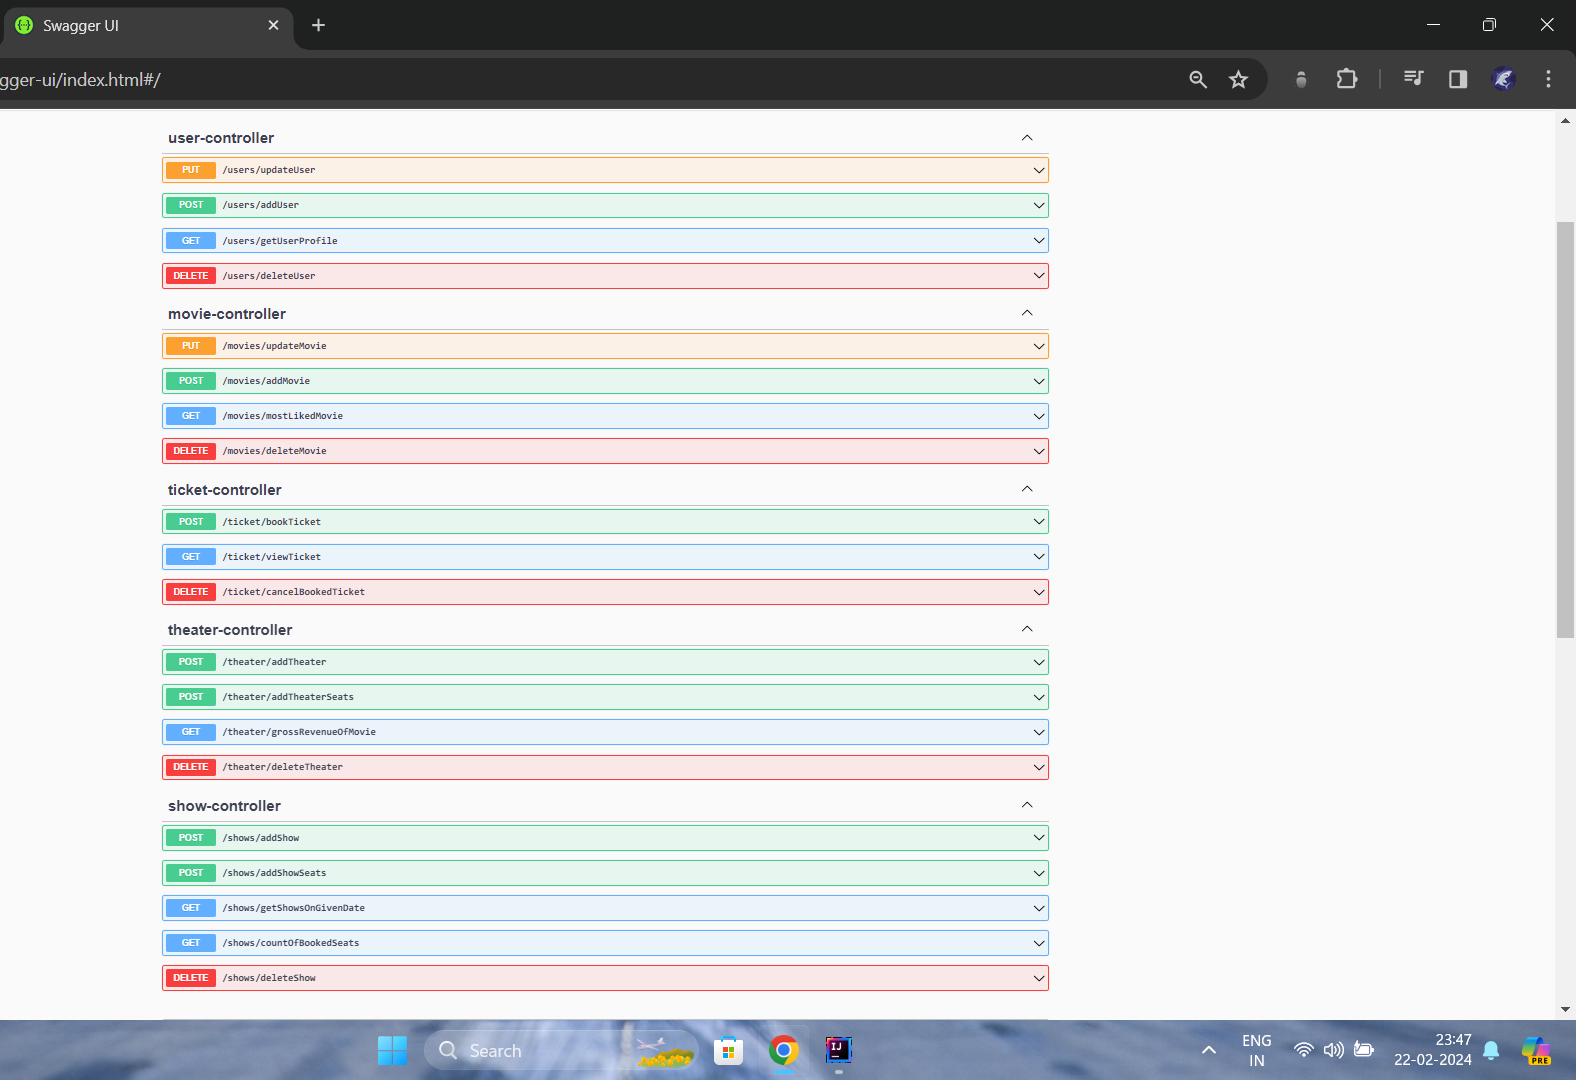 Swagger UI
gger-ui/index.html#/
user-controller
PUT /users/updateUser
POST /users/addUser
GET /users/getUserProfile
DELETE /users/deleteUser
movie-controller
PUT /movies/updateMovie
POST /movies/addMovie
GET /movies/mostLikedMovie
DELETE /movies/deleteMovie
ticket-controller
POST /ticket/bookTicket
GET /ticket/viewTicket
DELETE /ticket/cancelBookedTicket
theater-controller
POST /theater/addTheater
POST /theater/addTheaterSeats
GET /theater/grossRevenueOfMovie
DELETE /theater/deleteTheater
show-controller
POST /shows/addShow
POST /shows/addShowSeats
GET /shows/getShowsOnGivenDate
GET /shows/countOfBookedSeats
DELETE /shows/deleteShow
Search
IJ
ENG
IN
23:47
22-02-2024
PRE